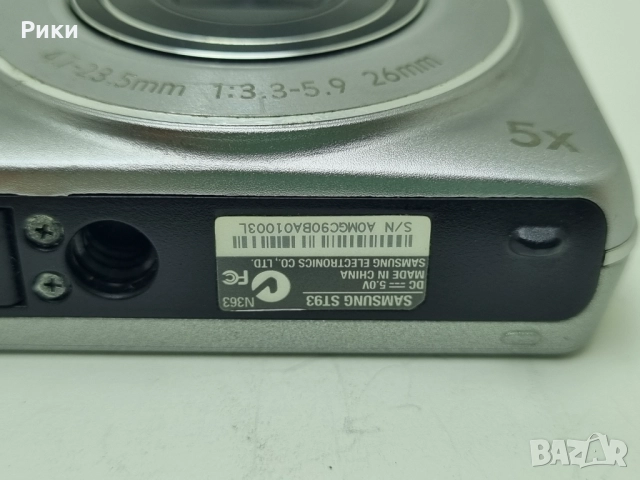 Рики
4.7-23.5mm 1:3.3-5.9 26mm
5x
SAMSUNG ST93
DC 5.0V
MADE IN CHINA
SAMSUNG ELECTRONICS CO., LTD.
N363
FC
S/N A0MGC90BA01003L
BAZAR